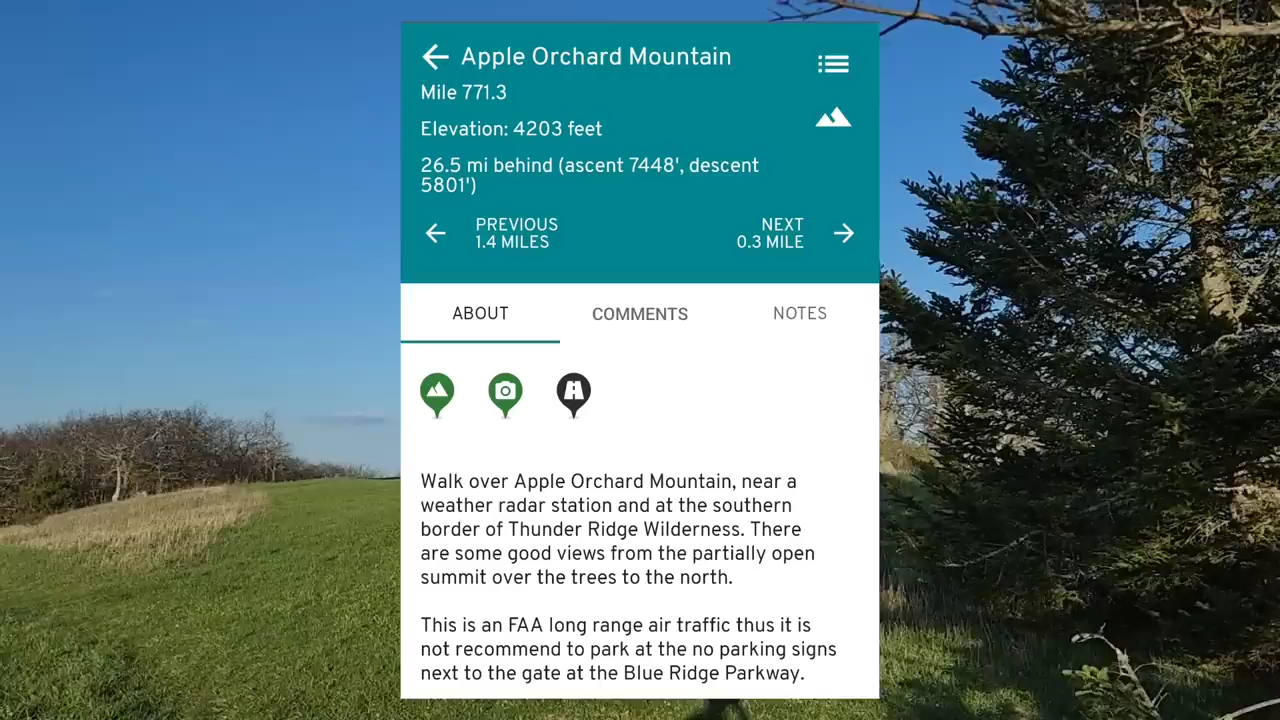 Apple Orchard Mountain
Mile 771.3
Elevation: 4203 feet
26.5 mi behind (ascent 7448', descent
5801')
PREVIOUS
1.4 MILES
NEXT
0.3 MILE
ABOUT
COMMENTS
NOTES
Walk over Apple Orchard Mountain, near a
weather radar station and at the southern
border of Thunder Ridge Wilderness. There
are some good views from the partially open
summit over the trees to the north.
This is an FAA long range air traffic thus it is
not recommend to park at the no parking signs
next to the gate at the Blue Ridge Parkway.